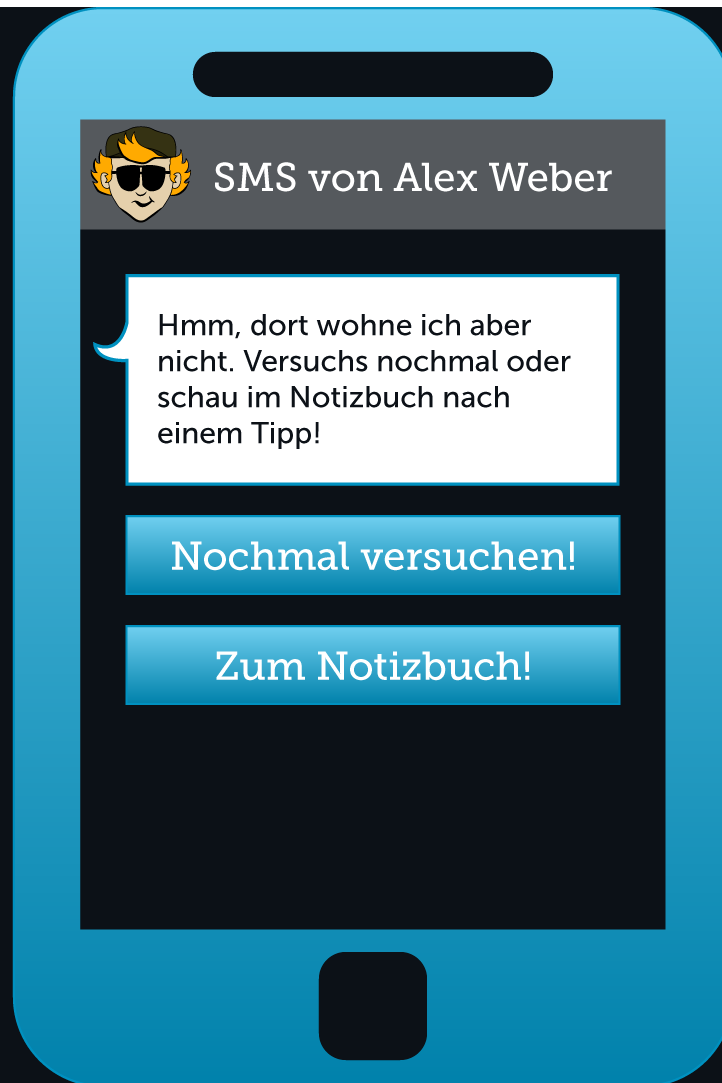 SMS von Alex Weber
Hmm, dort wohne ich aber
nicht. Versuchs nochmal oder
schau im Notizbuch nach
einem Tipp!
Nochmal versuchen!
Zum Notizbuch!